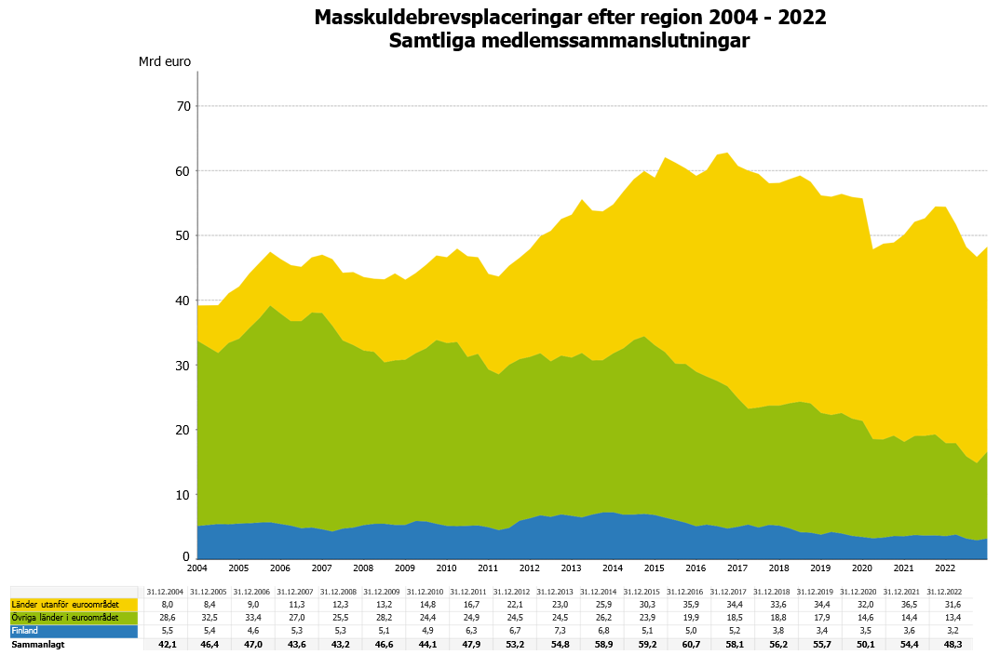 Masskuldebrevsplaceringar efter region 2004 - 2022
Samtliga medlemssammanslutningar
Mrd euro
70
60
50
40
30
20
10
0
2004 2005 2006 2007 2008 2009 2010 2011 2012 2013 2014 2015 2016 2017 2018 2019 2020 2021 2022
31.12.2004 31.12.2005 31.12.2006 31.12.2007 31.12.2008 31.12.2009 31.12.2010 31.12.2011 31.12.2012 31.12.2013 31.12.2014 31.12.2015 31.12.2016 31.12.2017 31.12.2018 31.12.2019 31.12.2020 31.12.2021 31.12.2022
Länder utanför euroområdet 8,0 8,4 9,0 11,3 12,3 13,2 14,8 16,7 22,1 23,0 25,9 30,3 35,9 34,4 33,6 34,4 32,0 36,5 31,6
Övriga länder i euroområdet 28,6 32,5 33,4 27,0 25,5 28,2 24,4 24,9 24,5 24,5 26,2 23,9 19,9 18,5 18,8 17,9 14,6 14,4 13,4
Finland 5,5 5,4 4,6 5,3 5,3 5,1 4,9 6,3 6,7 7,3 6,8 5,1 5,0 5,2 3,8 3,4 3,5 3,6 3,2
Sammanlagt 42,1 46,4 47,0 43,6 43,2 46,6 44,1 47,9 53,2 54,8 58,9 59,2 60,7 58,1 56,2 55,7 50,1 54,4 48,3